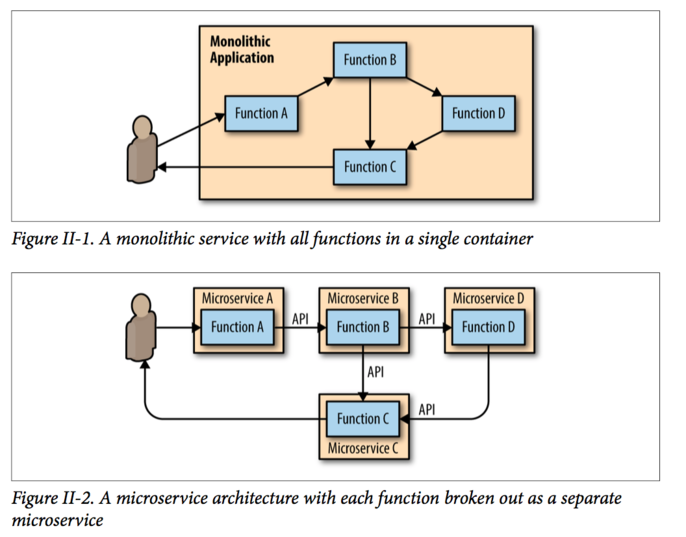 Monolithic
Application
Function B
Function A
Function D
Function C
Figure II-1. A monolithic service with all functions in a single container
Microservice A
Microservice B
Microservice D
Function A
API
Function B
API
Function D
API
Function C
API
Microservice C
Figure II-2. A microservice architecture with each function broken out as a separate
microservice